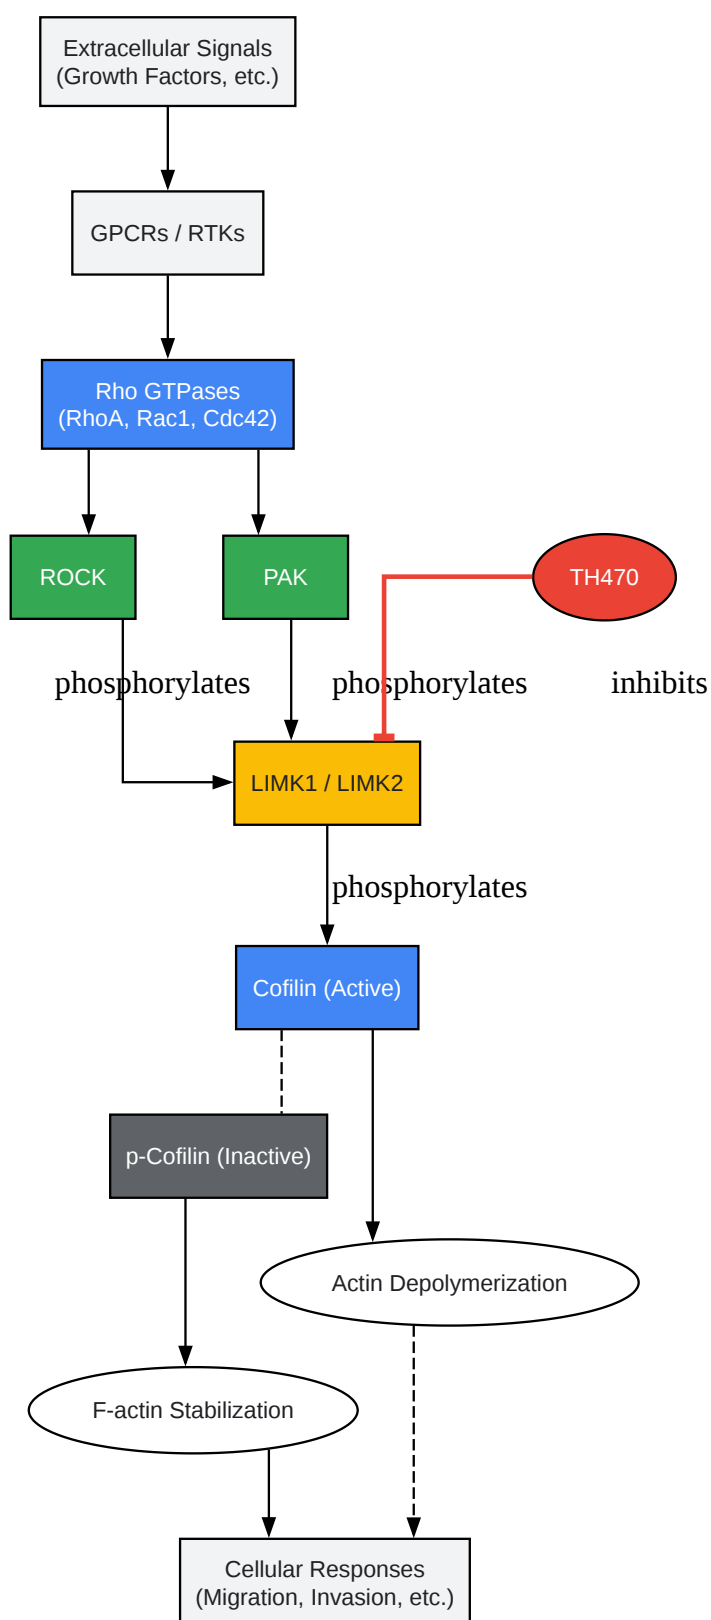 Extracellular Signals
(Growth Factors, etc.)
GPCRs / RTKs
Rho GTPases
(RhoA, Rac1, Cdc42)
ROCK
PAK
TH470
phosphorylates
phosphorylates
inhibits
LIMK1 / LIMK2
phosphorylates
Cofilin (Active)
p-Cofilin (Inactive)
Actin Depolymerization
F-actin Stabilization
Cellular Responses
(Migration, Invasion, etc.)